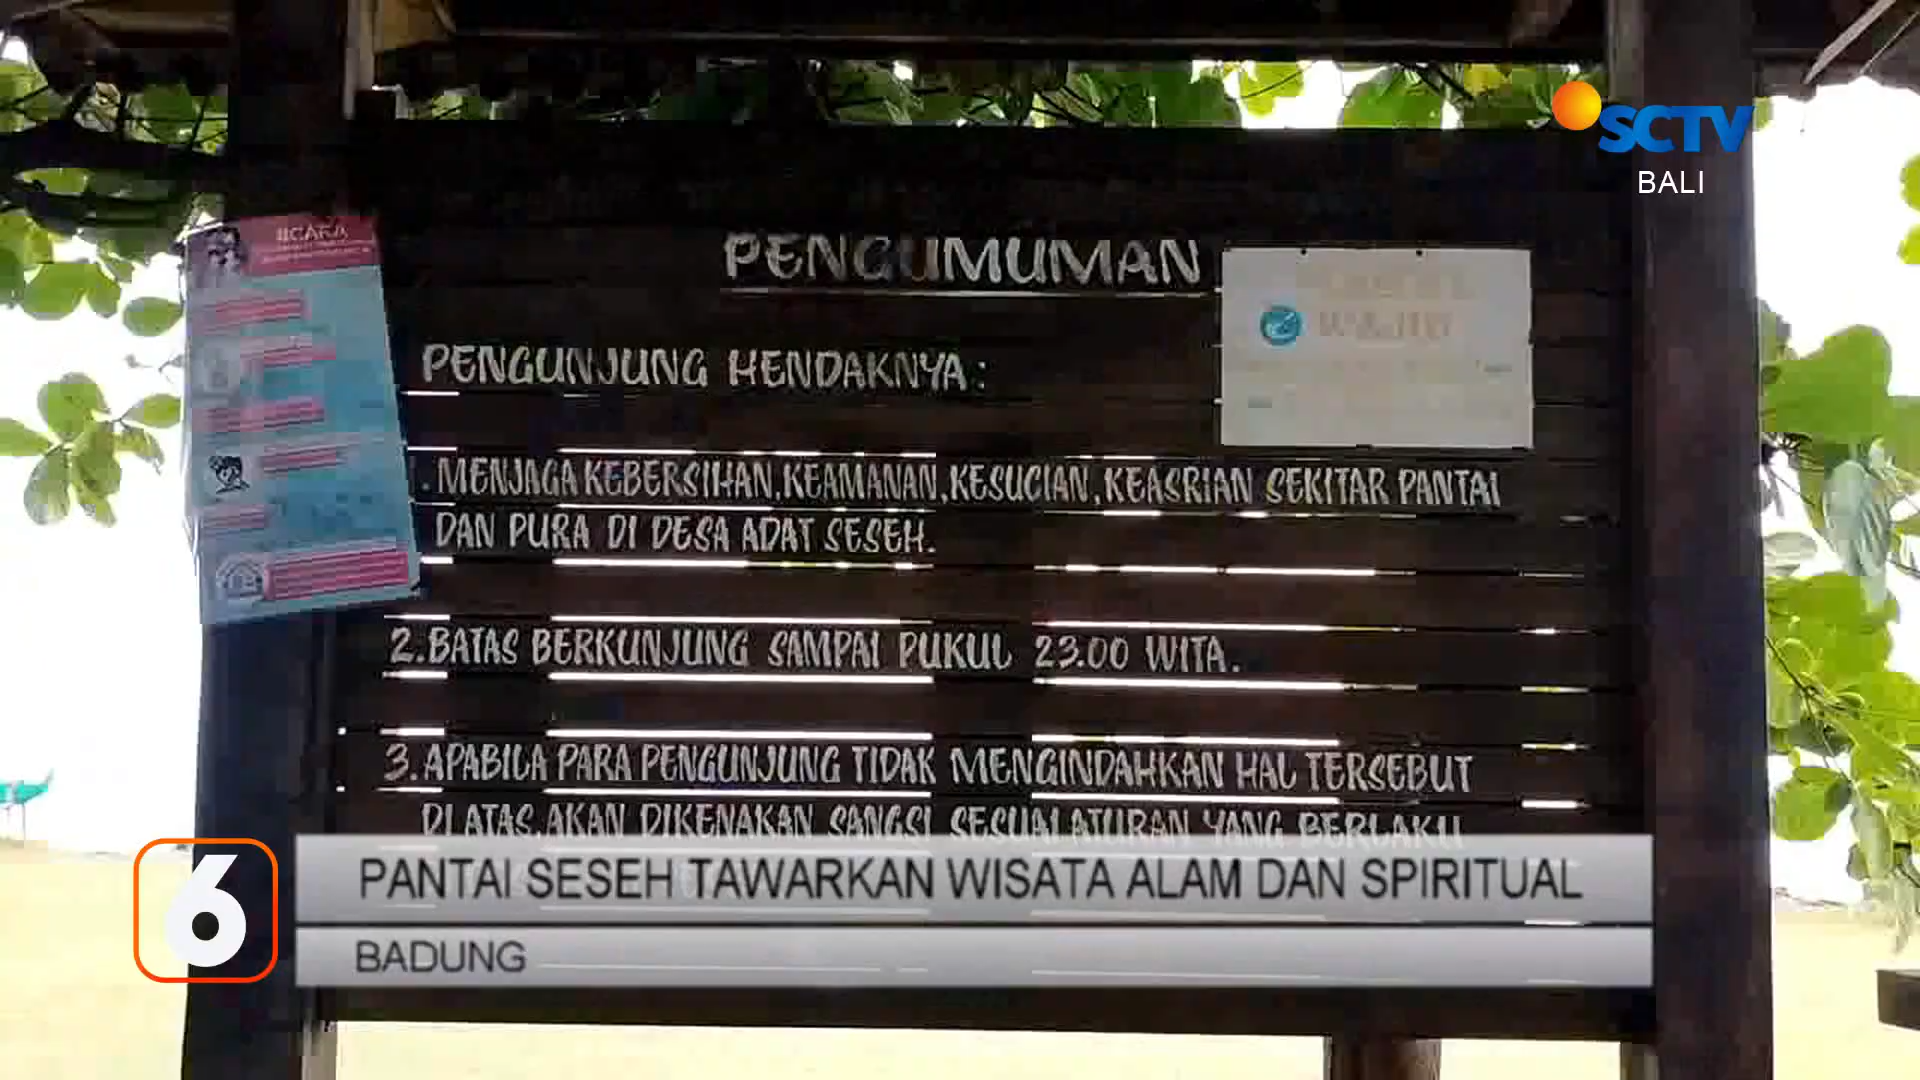 SCTV
BALI
PENGUMUMAN
PENGUNJUNG HENDAKNYA:
. MENJAGA KEBERSIHAN, KEAMANAN, KESUCIAN, KEASRIAN SEKITAR PANTAI
DAN PURA DI DESA ADAT SESEH.
2. BATAS BERKUNJUNG SAMPAI PUKUL 23.00 WITA.
3. APABILA PARA PENGUNJUNG TIDAK MENGINDAHKAN HAL TERSEBUT
DI ATAS, AKAN DIKENAKAN SANGSI SESUAI ATURAN YANG BERLAKU
6
PANTAI SESEH TAWARKAN WISATA ALAM DAN SPIRITUAL
BADUNG